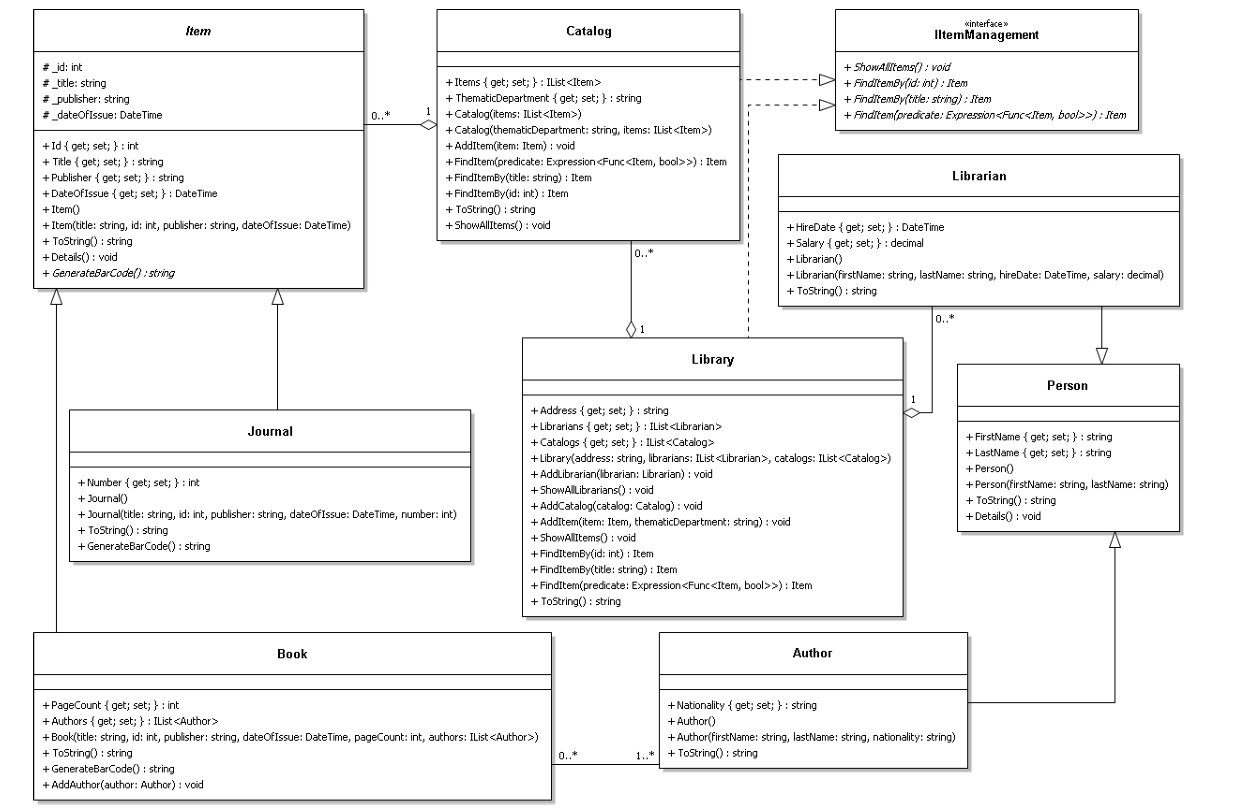 Item
# _id: int
# _title: string
# _publisher: string
# _dateOfIssue: DateTime
+ Id { get; set; } : int
+ Title { get; set; } : string
+ Publisher { get; set; } : string
+ DateOfIssue { get; set; } : DateTime
+ Item()
+ Item(title: string, id: int, publisher: string, dateOfIssue: DateTime)
+ ToString() : string
+ Details() : void
+ GenerateBarCode() : string
0..*
1
Catalog
+ Items { get; set; } : IList<Item>
+ ThematicDepartment { get; set; } : string
+ Catalog(items: IList<Item>)
+ Catalog(thematicDepartment: string, items: IList<Item>)
+ AddItem(item: Item) : void
+ FindItem(predicate: Expression<Func<Item, bool>>) : Item
+ FindItemBy(title: string) : Item
+ FindItemBy(id: int) : Item
+ ToString() : string
+ ShowAllItems() : void
0..*
1
«interface»
IItemManagement
+ ShowAllItems() : void
+ FindItemBy(id: int) : Item
+ FindItemBy(title: string) : Item
+ FindItem(predicate: Expression<Func<Item, bool>>) : Item
Librarian
+ HireDate { get; set; } : DateTime
+ Salary { get; set; } : decimal
+ Librarian()
+ Librarian(firstName: string, lastName: string, hireDate: DateTime, salary: decimal)
+ ToString() : string
0..*
1
Library
+ Address { get; set; } : string
+ Librarians { get; set; } : IList<Librarian>
+ Catalogs { get; set; } : IList<Catalog>
+ Library(address: string, librarians: IList<Librarian>, catalogs: IList<Catalog>)
+ AddLibrarian(librarian: Librarian) : void
+ ShowAllLibrarians() : void
+ AddCatalog(catalog: Catalog) : void
+ AddItem(item: Item, thematicDepartment: string) : void
+ ShowAllItems() : void
+ FindItemBy(id: int) : Item
+ FindItemBy(title: string) : Item
+ FindItem(predicate: Expression<Func<Item, bool>>) : Item
+ ToString() : string
Person
+ FirstName { get; set; } : string
+ LastName { get; set; } : string
+ Person()
+ Person(firstName: string, lastName: string)
+ ToString() : string
+ Details() : void
Journal
+ Number { get; set; } : int
+ Journal()
+ Journal(title: string, id: int, publisher: string, dateOfIssue: DateTime, number: int)
+ ToString() : string
+ GenerateBarCode() : string
Book
+ PageCount { get; set; } : int
+ Authors { get; set; } : IList<Author>
+ Book(title: string, id: int, publisher: string, dateOfIssue: DateTime, pageCount: int, authors: IList<Author>)
+ ToString() : string
+ GenerateBarCode() : string
+ AddAuthor(author: Author) : void
0..*
1..*
Author
+ Nationality { get; set; } : string
+ Author()
+ Author(firstName: string, lastName: string, nationality: string)
+ ToString() : string